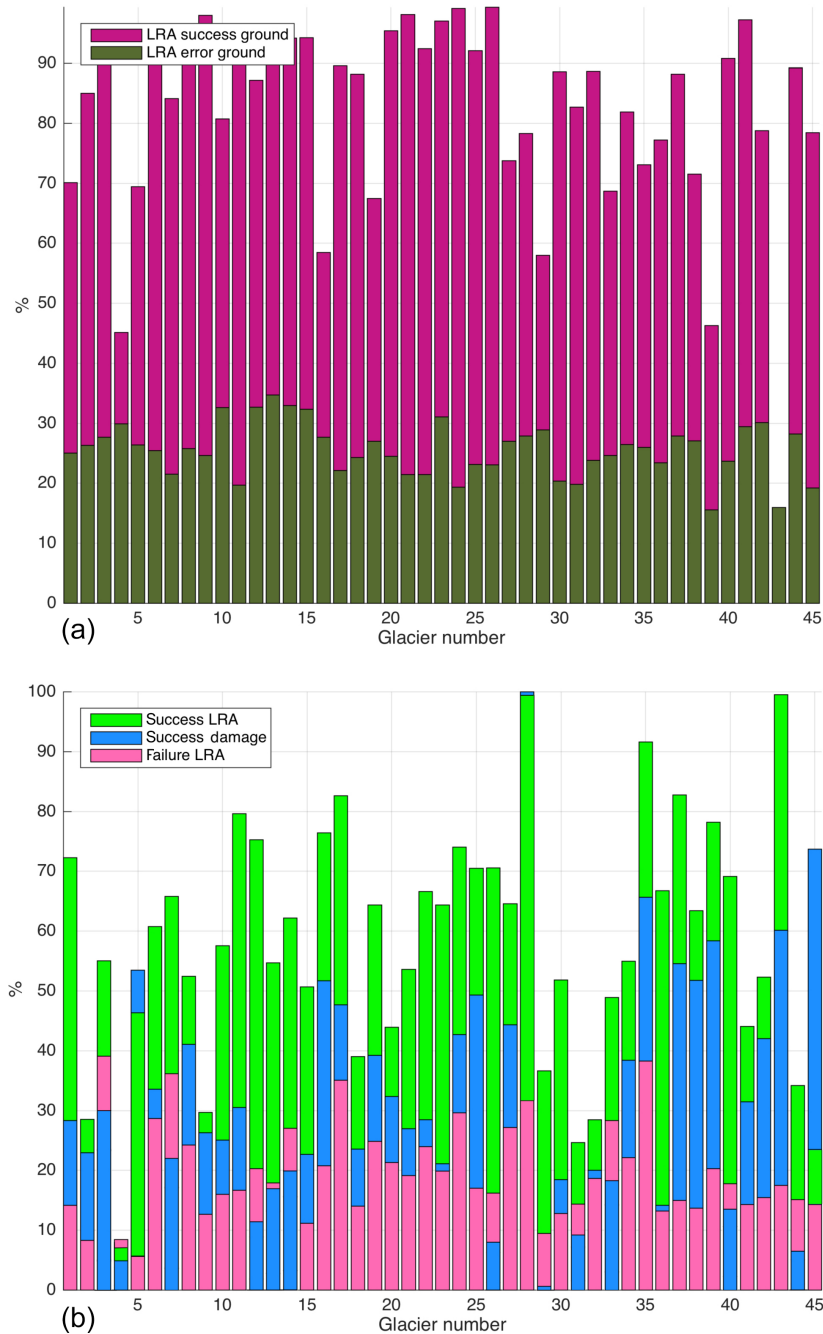 LRA success ground
LRA error ground
90
80
70
60
50
40
30
20
10
0
%
5 10 15 20 25 30 35 40 45
Glacier number
(a)
100
90
80
70
60
50
40
30
20
10
0
%
Success LRA
Success damage
Failure LRA
5 10 15 20 25 30 35 40 45
Glacier number
(b)